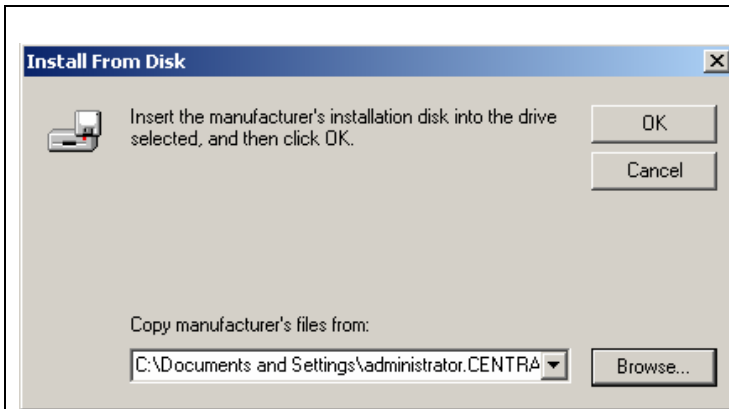 Install From Disk
Insert the manufacturer's installation disk into the drive
selected, and then click OK.
OK
Cancel
Copy manufacturer's files from:
C:\Documents and Settings\administrator.CENTRA
Browse...